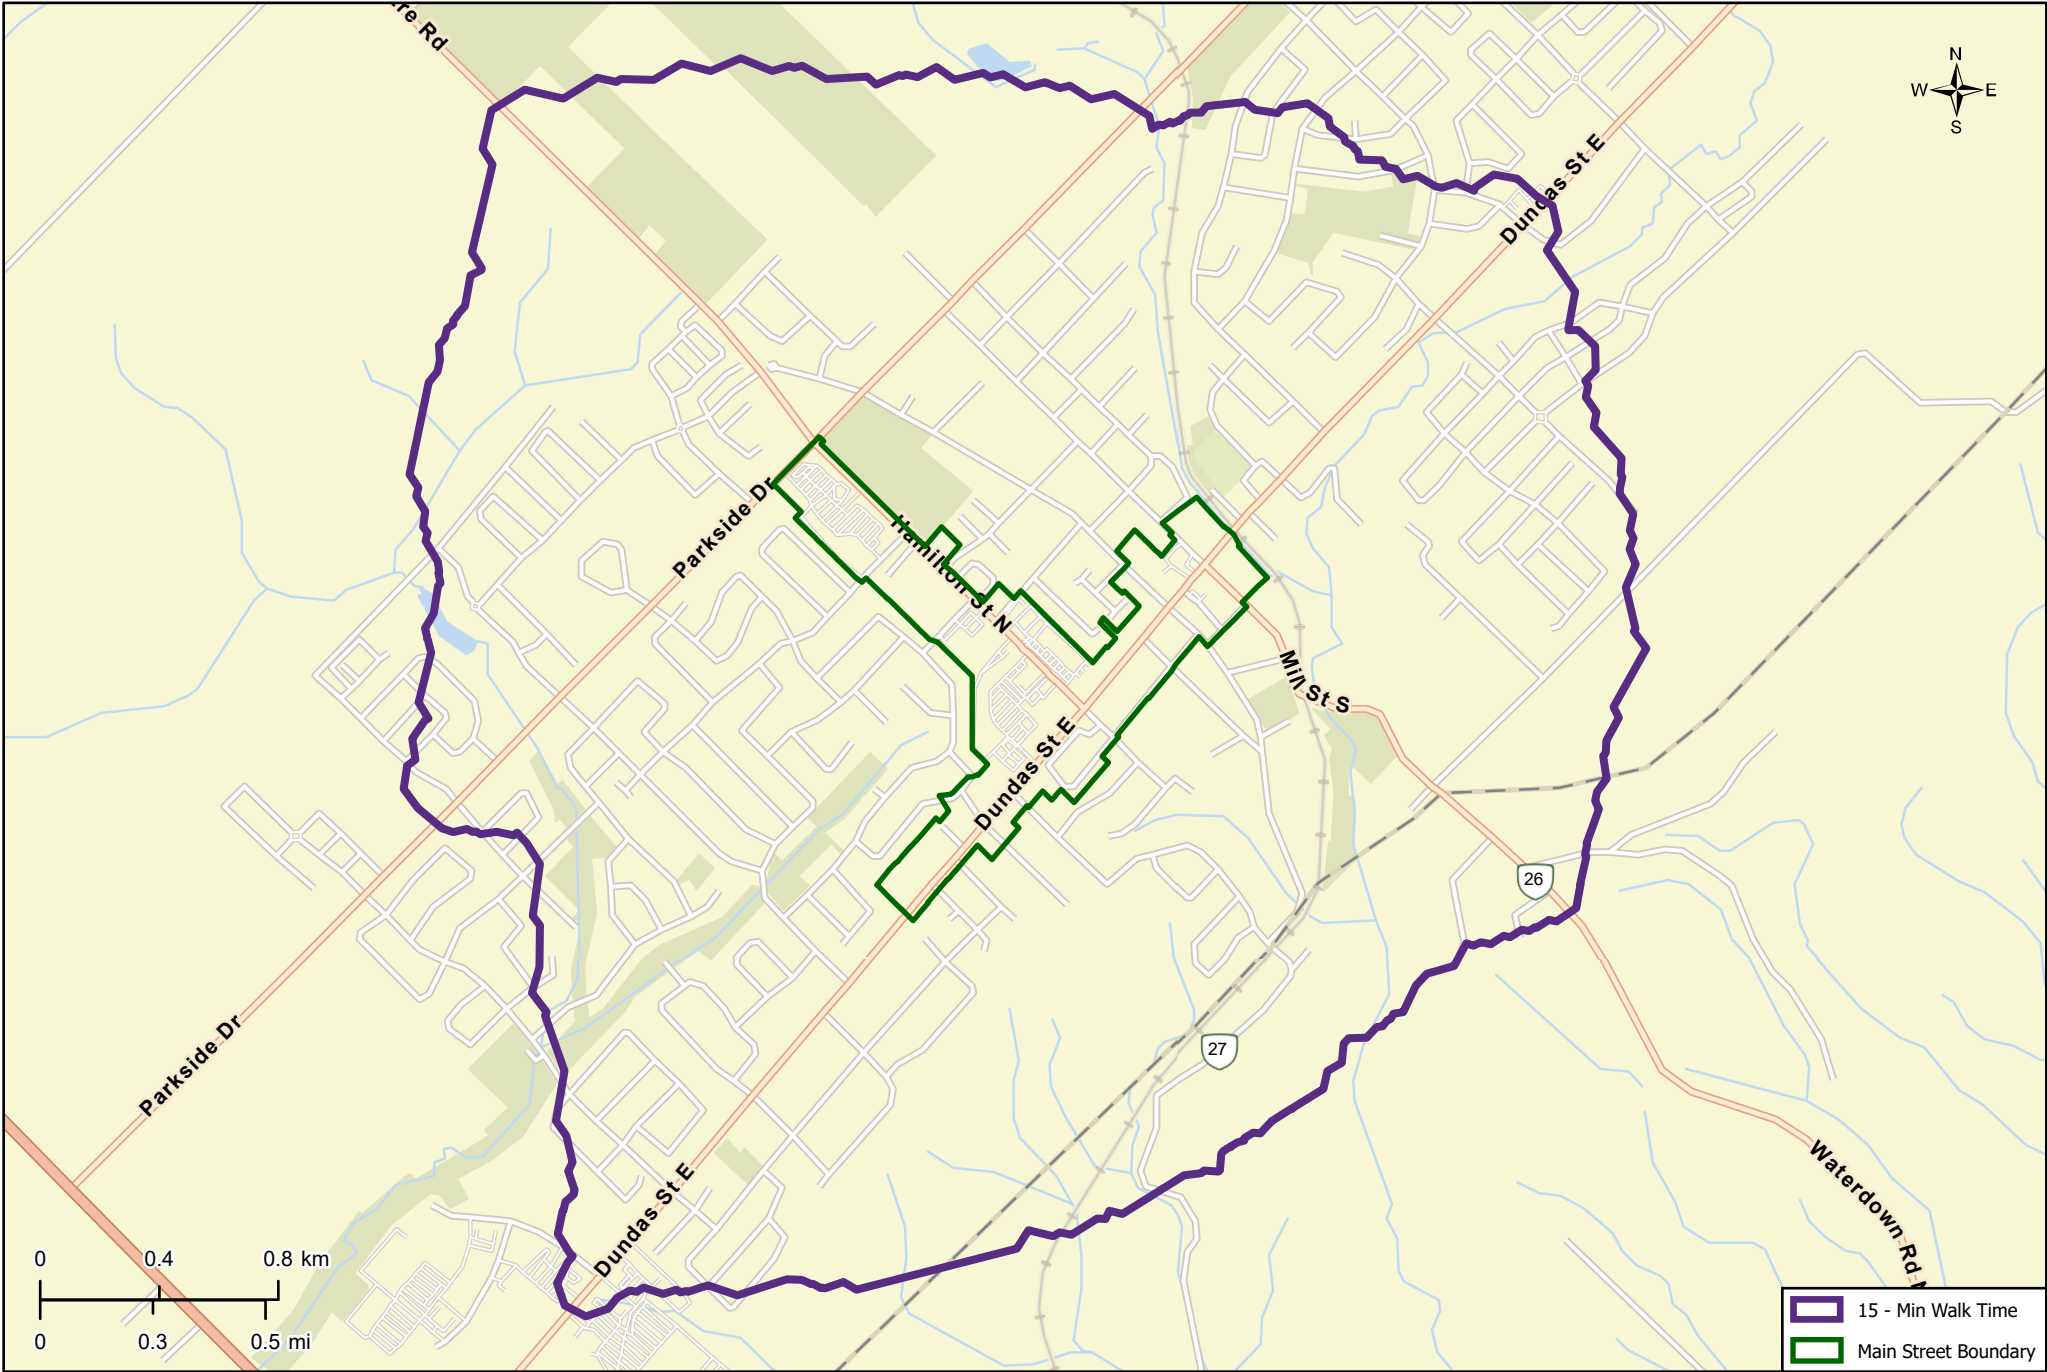 re Rd
N
W E
S
Dundas St E
Parkside Dr
Hamilton St N
Mill St S
Dundas St E
26
27
Parkside Dr
Waterdown Rd N
Dundas St E
0 0.4 0.8 km
0 0.3 0.5 mi
15 - Min Walk Time
Main Street Boundary